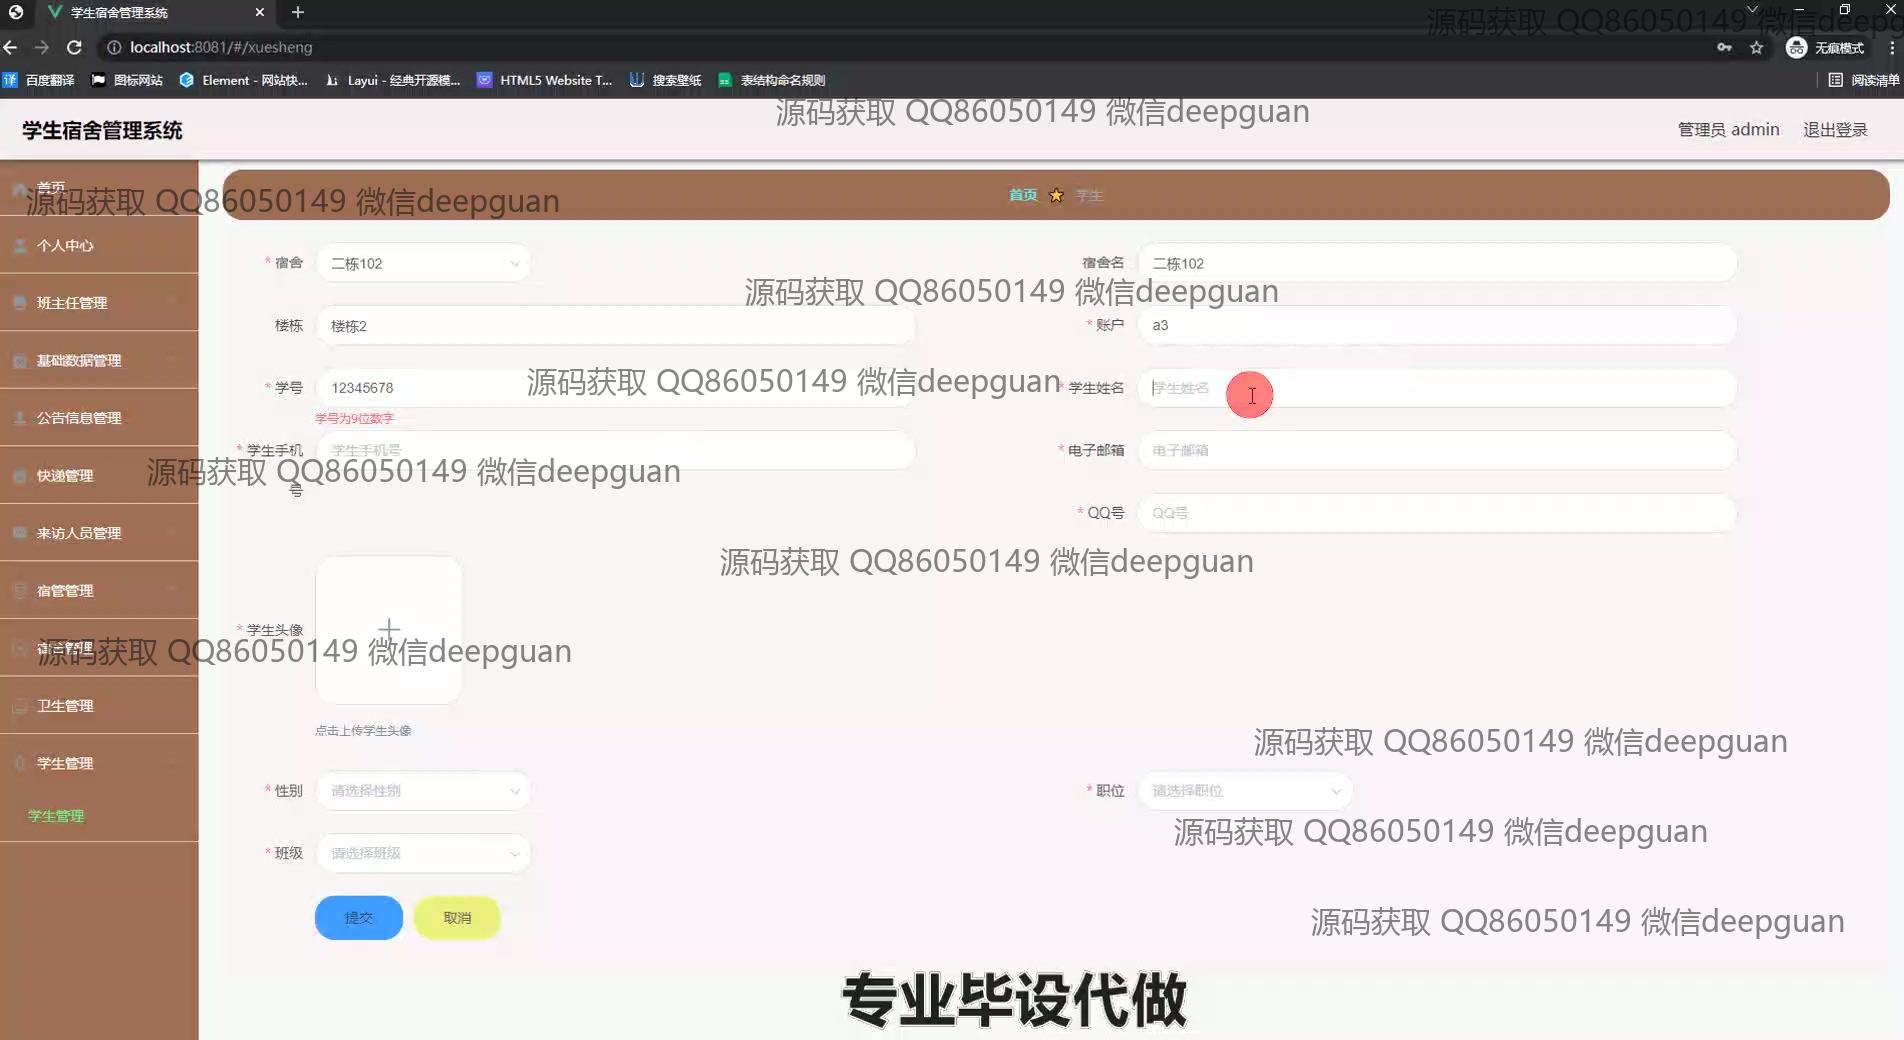 学生宿舍管理系统
localhost:8081/#/xuesheng
无痕模式
百度翻译
图标网站
Element - 网站快...
Layui - 经典开源模...
HTML5 Website T...
搜索壁纸
表结构命名规则
阅读清单
源码获取 QQ86050149 微信deepg
源码获取 QQ86050149 微信deepguan
学生宿舍管理系统
管理员 admin
退出登录
首页
源码获取 QQ86050149 微信deepguan
首页
学生
个人中心
* 宿舍
二栋102
宿舍名
二栋102
班主任管理
源码获取 QQ86050149 微信deepguan
楼栋
楼栋2
* 账户
a3
基础数据管理
* 学号
12345678
学号为9位数字
源码获取 QQ86050149 微信deepguan
* 学生姓名
学生姓名
公告信息管理
* 学生手机号
学生手机号
* 电子邮箱
电子邮箱
快递管理
源码获取 QQ86050149 微信deepguan
* QQ号
QQ号
来访人员管理
源码获取 QQ86050149 微信deepguan
宿管管理
* 学生头像
宿舍管理
源码获取 QQ86050149 微信deepguan
卫生管理
点击上传学生头像
源码获取 QQ86050149 微信deepguan
学生管理
* 性别
请选择性别
* 职位
请选择职位
学生管理
源码获取 QQ86050149 微信deepguan
* 班级
请选择班级
提交
取消
源码获取 QQ86050149 微信deepguan
专业毕设代做